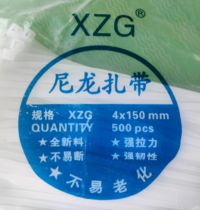 XZG®
尼龙扎带
规格 XZG 4x150 mm
QUANTITY 500 pcs
★全新料 ★强拉力
★不易断 ★强韧性
★不易老化★